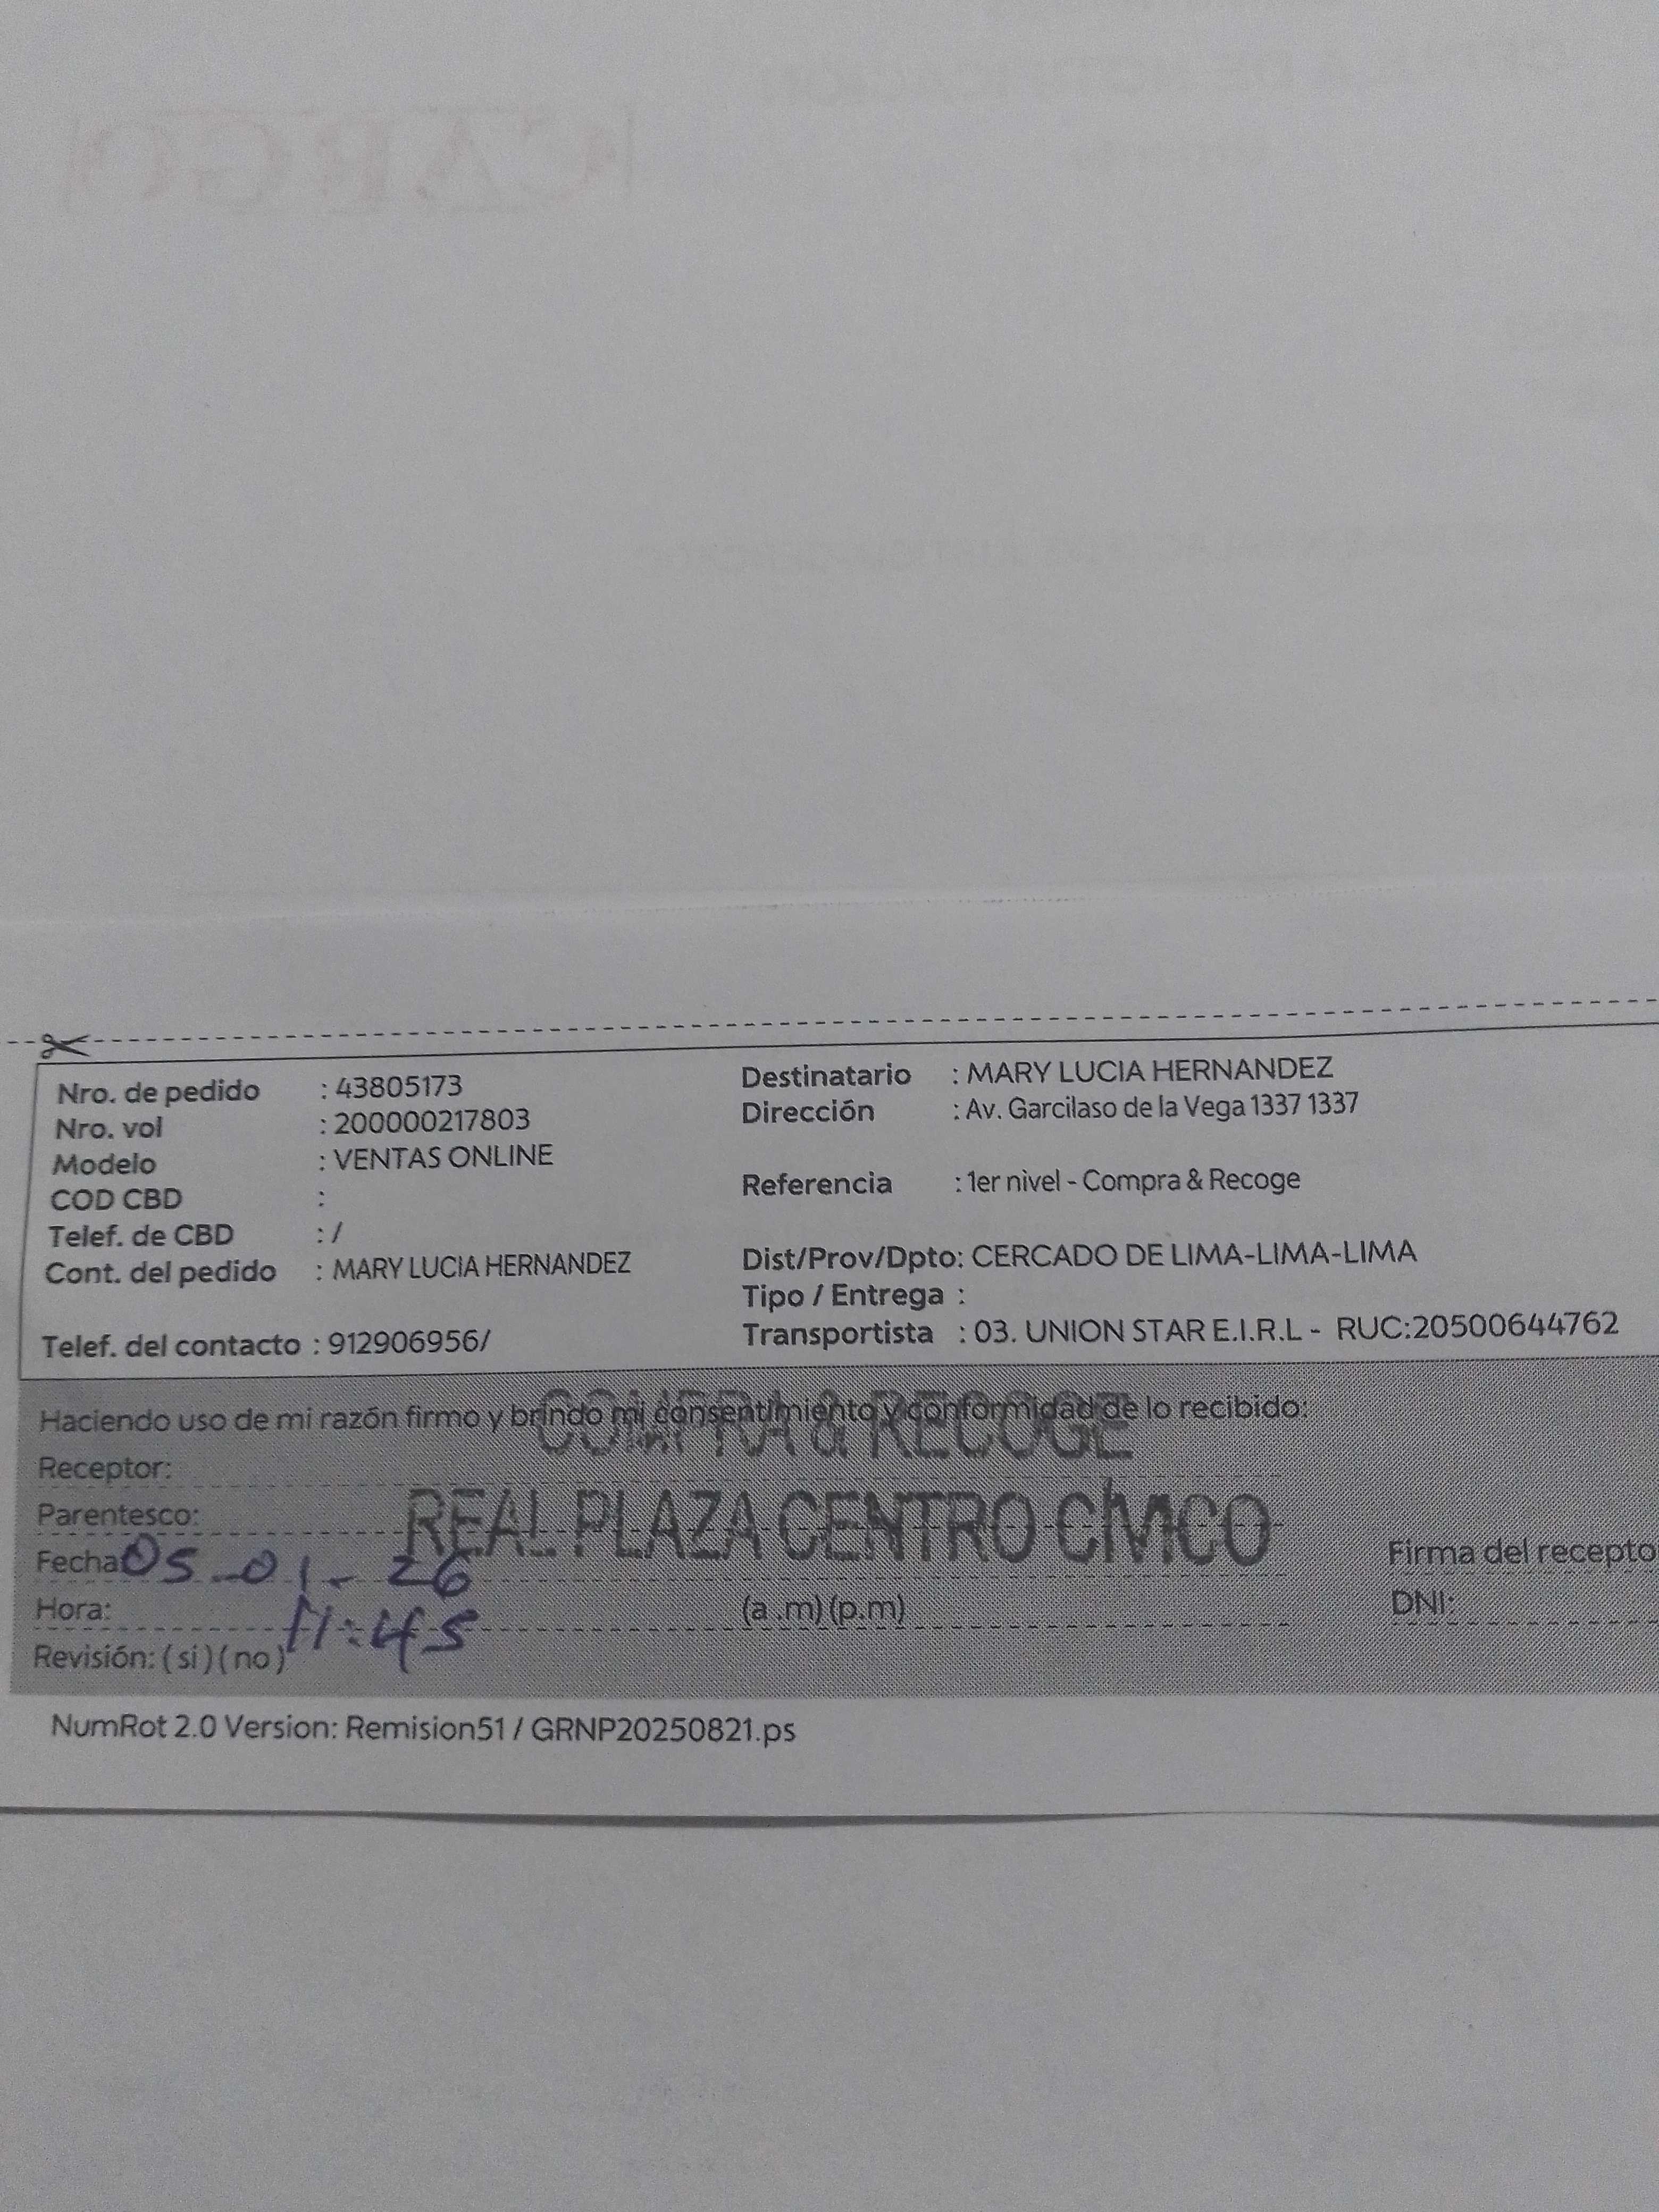 Nro. de pedido : 43805173
Nro. vol : 200000217803
Modelo : VENTAS ONLINE
COD CBD :
Telef. de CBD : /
Cont. del pedido : MARY LUCIA HERNANDEZ
Telef. del contacto : 912906956/
Destinatario : MARY LUCIA HERNANDEZ
Dirección : Av. Garcilaso de la Vega 1337 1337
Referencia : 1er nivel - Compra & Recoge
Dist/Prov/Dpto: CERCADO DE LIMA-LIMA-LIMA
Tipo / Entrega :
Transportista : 03. UNION STAR E.I.R.L - RUC:20500644762
Haciendo uso de mi razón firmo y brindo mi consentimiento y conformidad de lo recibido:
COMPRA & RECOGE
REAL PLAZA CENTRO CÍVICO
Receptor:
Parentesco:
Fecha 05-01-26
Hora: 11:45 (a .m) (p.m)
Revisión: ( si ) ( no )
Firma del recepto
DNI:
NumRot 2.0 Version: Remision51 / GRNP20250821.ps